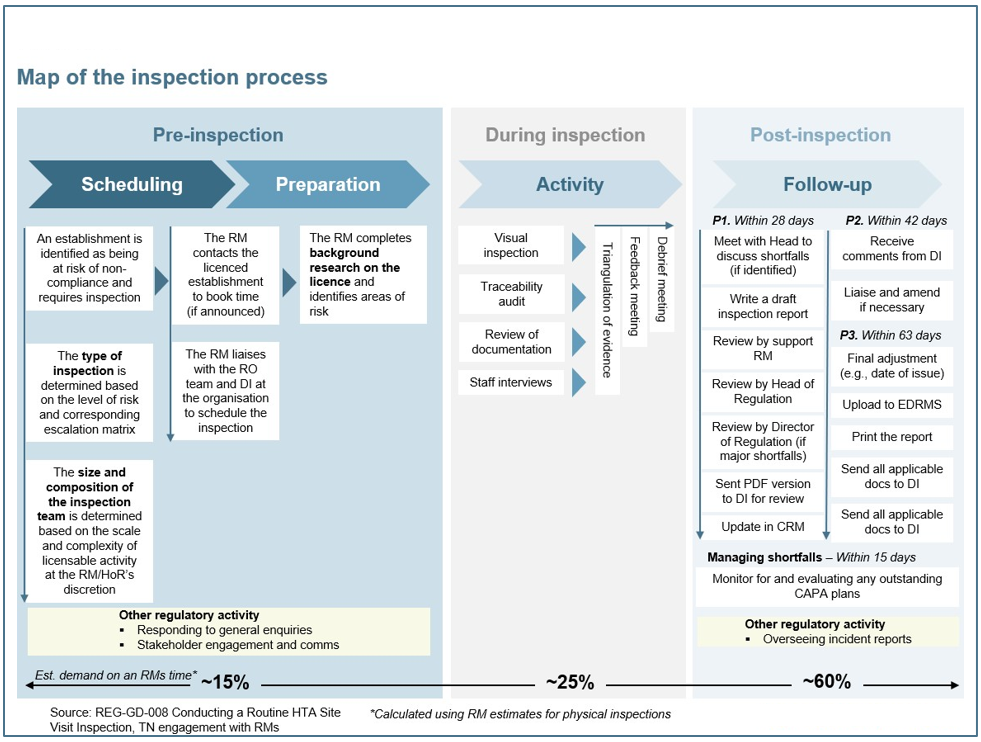 Map of the inspection process
Pre-inspection
Scheduling
Preparation
An establishment is
identified as being
at risk of non-
compliance and
requires inspection
The type of
inspection is
determined based
on the level of risk
and corresponding
escalation matrix
The size and
composition of
the inspection
team is determined
based on the scale
and complexity of
licensable activity
at the RM/HoR's
discretion
The RM
contacts the
licenced
establishment
to book time
(if announced)
The RM liaises
with the RO
team and DI at
the organisation
to schedule the
inspection
The RM completes
background
research on the
licence and
identifies areas of
risk
Other regulatory activity
▪ Responding to general enquiries
▪ Stakeholder engagement and comms
During inspection
Activity
Visual
inspection
Traceability
audit
Review of
documentation
Staff interviews
Triangulation of evidence
Feedback meeting
Debrief meeting
Post-inspection
Follow-up
P1. Within 28 days
Meet with Head to
discuss shortfalls
(if identified)
Write a draft
inspection report
Review by support
RM
Review by Head of
Regulation
Review by Director
of Regulation (if
major shortfalls)
Sent PDF version
to DI for review
Update in CRM
P2. Within 42 days
Receive
comments from DI
Liaise and amend
if necessary
P3. Within 63 days
Final adjustment
(e.g., date of issue)
Upload to EDRMS
Print the report
Send all applicable
docs to DI
Send all applicable
docs to DI
Managing shortfalls – Within 15 days
Monitor for and evaluating any outstanding
CAPA plans
Other regulatory activity
▪ Overseeing incident reports
Est. demand on an RMs time*
~15%
~25%
~60%
Source: REG-GD-008 Conducting a Routine HTA Site
Visit Inspection, TN engagement with RMs
*Calculated using RM estimates for physical inspections